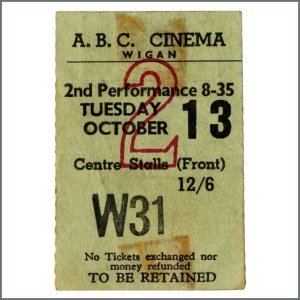 A. B. C. CINEMA
WIGAN
2nd Performance 8-35
TUESDAY
OCTOBER 13
2
Centre Stalls (Front)
12/6
W31
No Tickets exchanged nor
money refunded
TO BE RETAINED